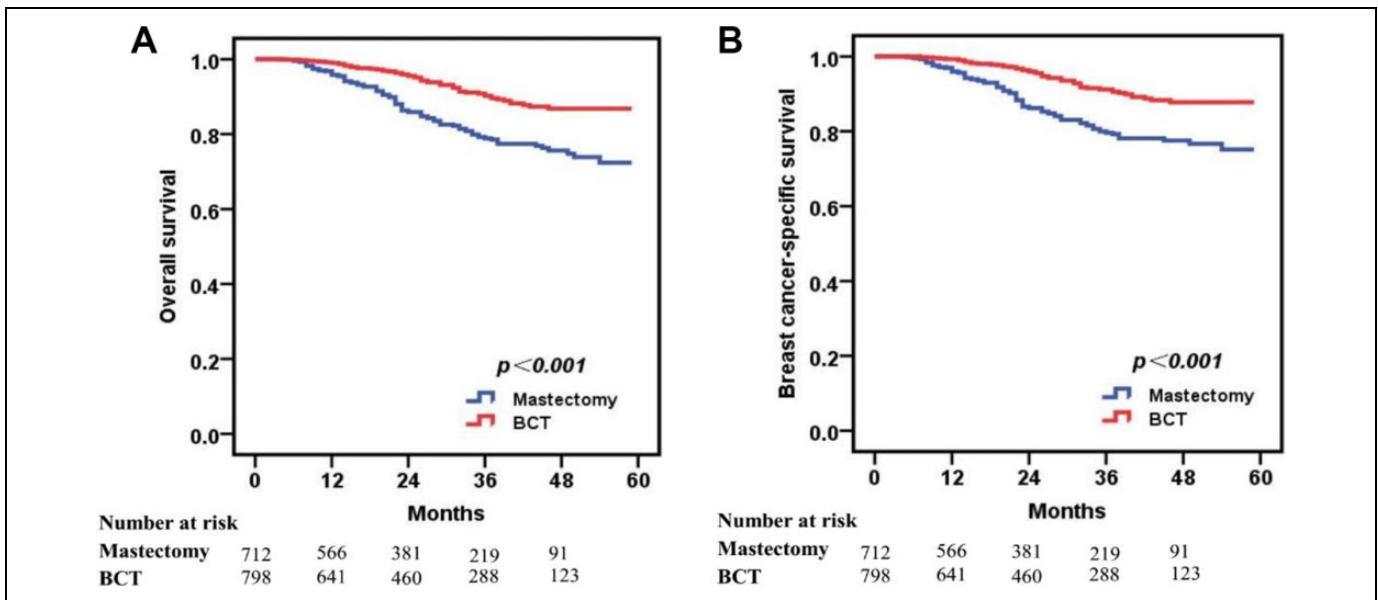 A
Overall survival
1.0
0.8
0.6
0.4
0.2
0.0
p<0.001
Mastectomy
BCT
0 12 24 36 48 60
Months
Number at risk
Mastectomy 712 566 381 219 91
BCT 798 641 460 288 123
B
Breast cancer-specific survival
1.0
0.8
0.6
0.4
0.2
0.0
p<0.001
Mastectomy
BCT
0 12 24 36 48 60
Months
Number at risk
Mastectomy 712 566 381 219 91
BCT 798 641 460 288 123